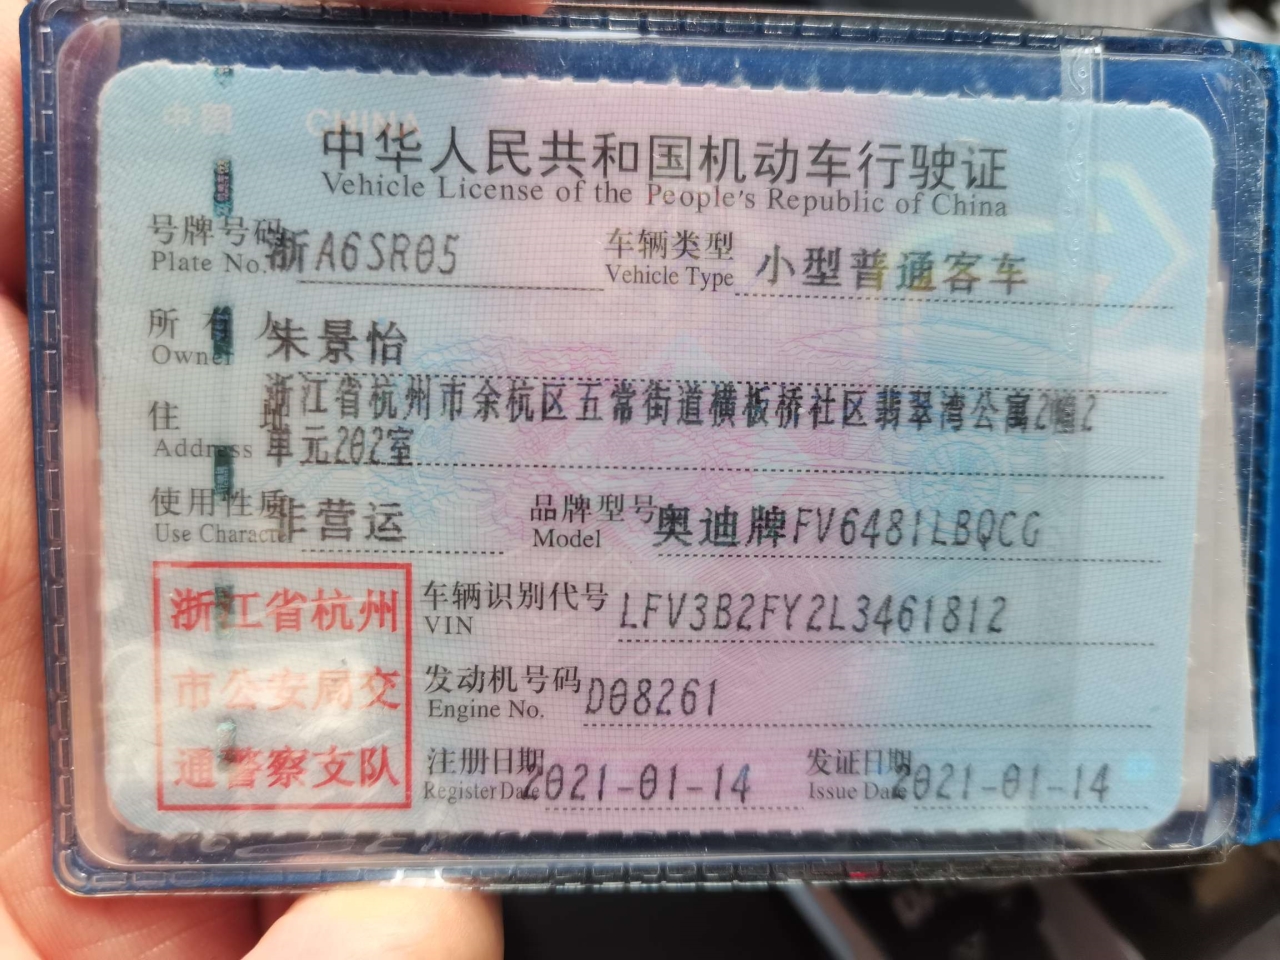 中国 CHINA
中华人民共和国机动车行驶证
Vehicle License of the People's Republic of China
号牌号码 浙A6SR05 车辆类型 小型普通客车
Plate No. Vehicle Type
所有人 朱景怡
Owner
住址 浙江省杭州市余杭区五常街道横板桥社区翡翠湾公寓2幢2
Address 单元202室
使用性质 非营运 品牌型号 奥迪牌FV6481LBQCG
Use Character Model
车辆识别代号 LFV3B2FY2L3461812
VIN
发动机号码 D08261
Engine No.
注册日期 2021-01-14 发证日期 2021-01-14
Register Date Issue Date
浙江省杭州
市公安局交
通警察支队